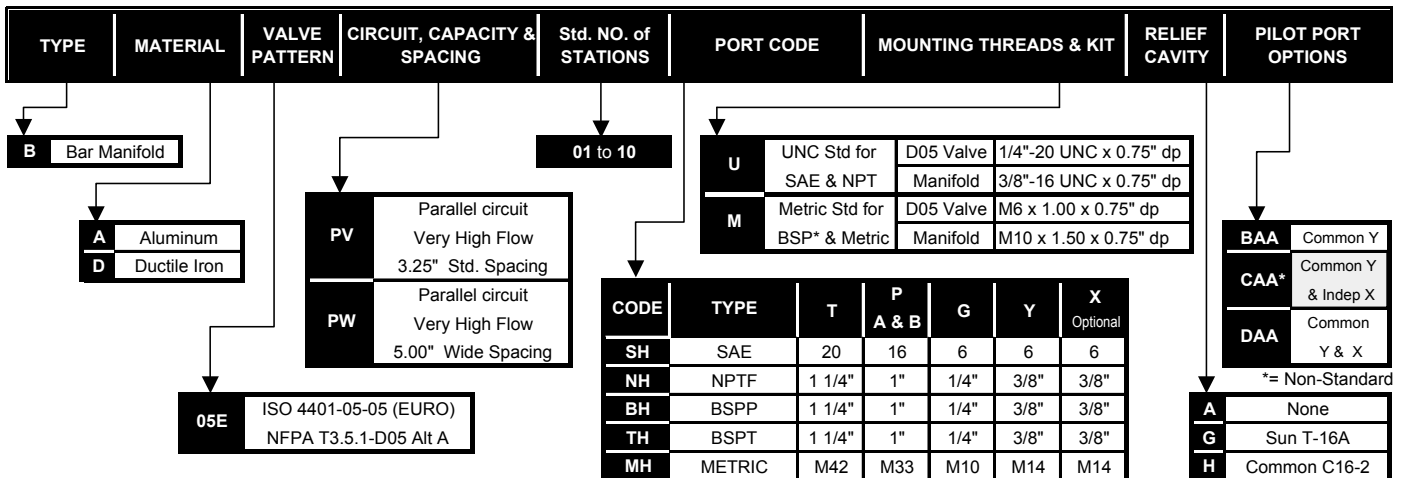 TYPE MATERIAL VALVE PATTERN CIRCUIT, CAPACITY & SPACING Std. NO. of STATIONS PORT CODE MOUNTING THREADS & KIT RELIEF CAVITY PILOT PORT OPTIONS
B Bar Manifold
A Aluminum
D Ductile Iron
05E ISO 4401-05-05 (EURO)
NFPA T3.5.1-D05 Alt A
PV Parallel circuit
Very High Flow
3.25" Std. Spacing
PW Parallel circuit
Very High Flow
5.00" Wide Spacing
01 to 10
U UNC Std for D05 Valve 1/4"-20 UNC x 0.75" dp
SAE & NPT Manifold 3/8"-16 UNC x 0.75" dp
M Metric Std for D05 Valve M6 x 1.00 x 0.75" dp
BSP* & Metric Manifold M10 x 1.50 x 0.75" dp
CODE TYPE T P A & B G Y X Optional
SH SAE 20 16 6 6 6
NH NPTF 1 1/4" 1" 1/4" 3/8" 3/8"
BH BSPP 1 1/4" 1" 1/4" 3/8" 3/8"
TH BSPT 1 1/4" 1" 1/4" 3/8" 3/8"
MH METRIC M42 M33 M10 M14 M14
BAA Common Y
CAA* Common Y
& Indep X
DAA Common
Y & X
*= Non-Standard
A None
G Sun T-16A
H Common C16-2